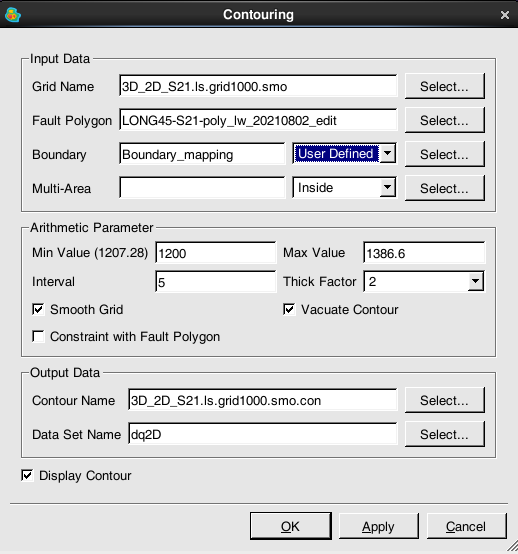 Contouring
Input Data
Grid Name 3D_2D_S21.ls.grid1000.smo Select...
Fault Polygon LONG45-S21-poly_lw_20210802_edit Select...
Boundary Boundary_mapping User Defined Select...
Multi-Area Inside Select...
Arithmetic Parameter
Min Value (1207.28) 1200 Max Value 1386.6
Interval 5 Thick Factor 2
Smooth Grid Vacuate Contour
Constraint with Fault Polygon
Output Data
Contour Name 3D_2D_S21.ls.grid1000.smo.con Select...
Data Set Name dq2D Select...
Display Contour
OK Apply Cancel